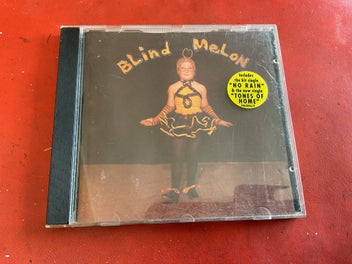 BLiNd MeLoN
includes
the hit single
"NO RAIN"
& the new single
"TONES OF
HOME"